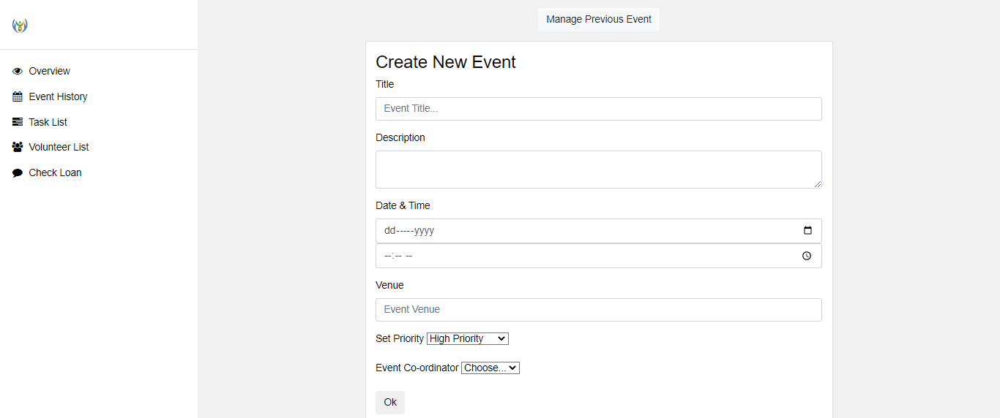 Manage Previous Event
Overview
Event History
Task List
Volunteer List
Check Loan
Create New Event
Title
Event Title...
Description
Date & Time
dd-----yyyy
--:-- --
Venue
Event Venue
Set Priority High Priority
Event Co-ordinator Choose...
Ok